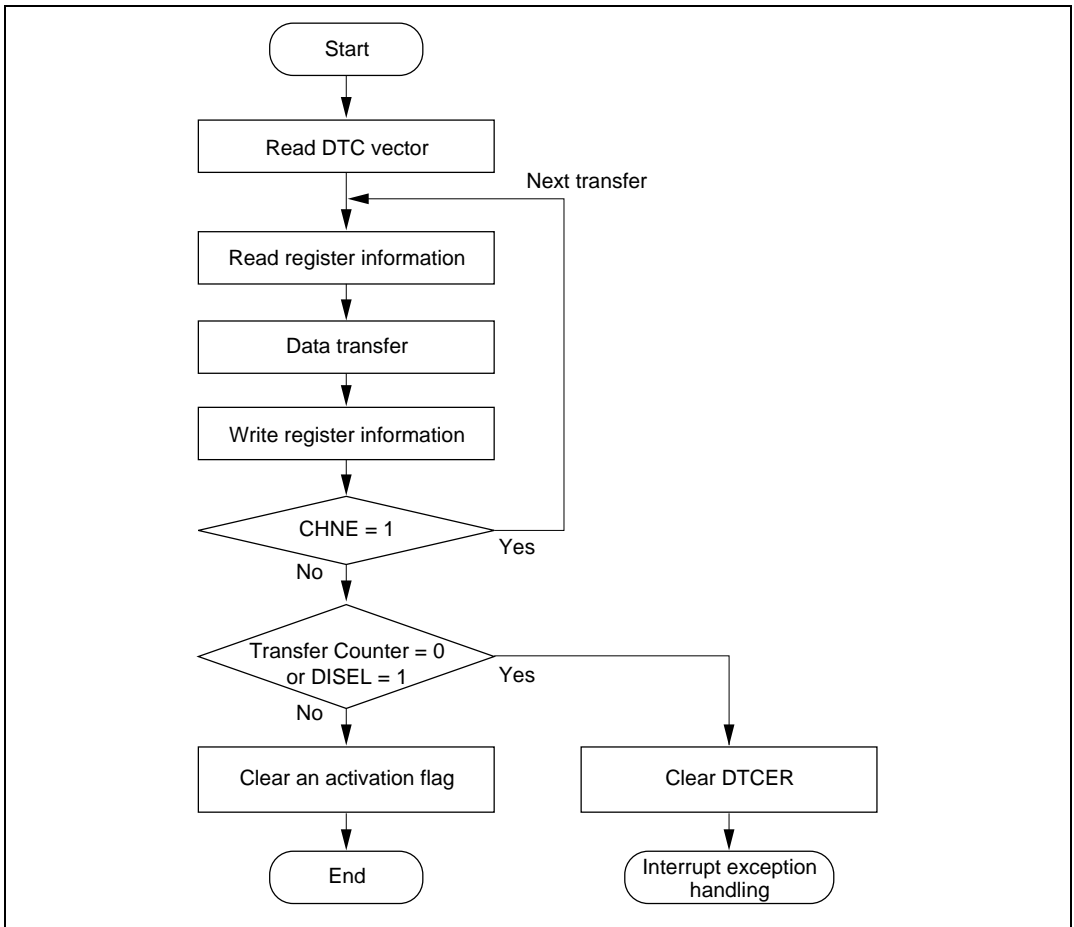 Start
Read DTC vector
Next transfer
Read register information
Data transfer
Write register information
CHNE = 1
Yes
No
Transfer Counter = 0
or DISEL = 1
Yes
No
Clear an activation flag
Clear DTCER
End
Interrupt exception
handling